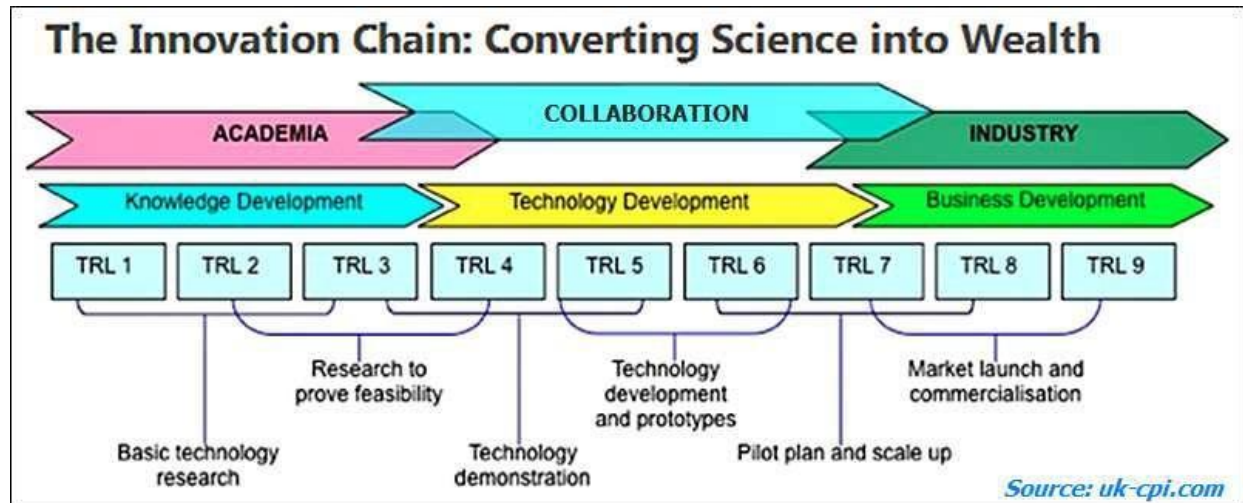 The Innovation Chain: Converting Science into Wealth
COLLABORATION
ACADEMIA
INDUSTRY
Knowledge Development
Technology Development
Business Development
TRL 1
TRL 2
TRL 3
TRL 4
TRL 5
TRL 6
TRL 7
TRL 8
TRL 9
Research to
prove feasibility
Technology
development
and prototypes
Market launch and
commercialisation
Basic technology
research
Technology
demonstration
Pilot plan and scale up
Source: uk-cpi.com